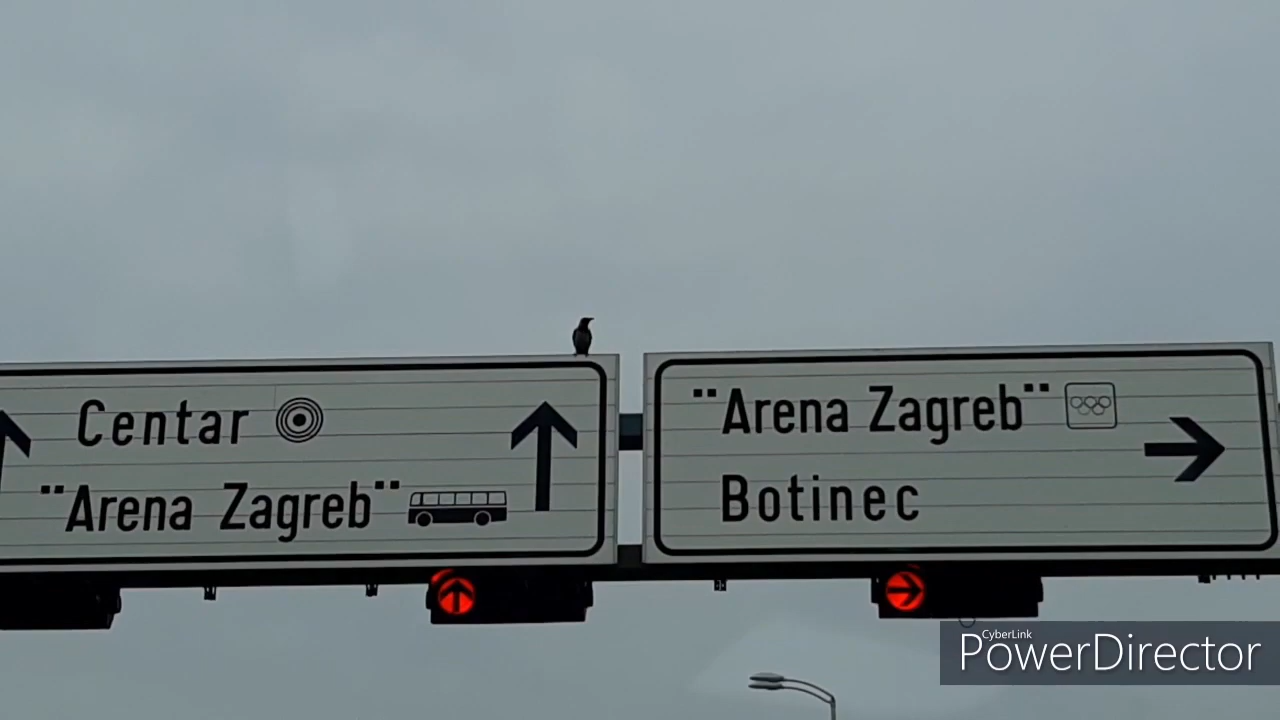 Centar
¨Arena Zagreb¨
¨Arena Zagreb¨
Botinec
CyberLink
PowerDirector